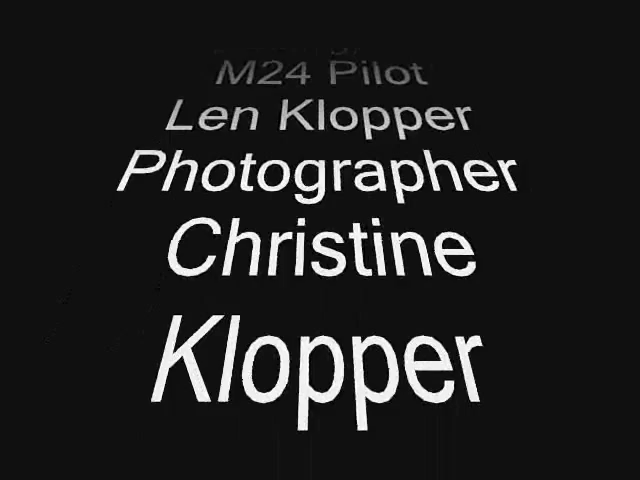 M24 Pilot
Len Klopper
Photographer
Christine
Klopper